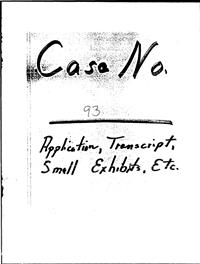 Case No.
93
Application, Transcript,
Small Exhibits, Etc.